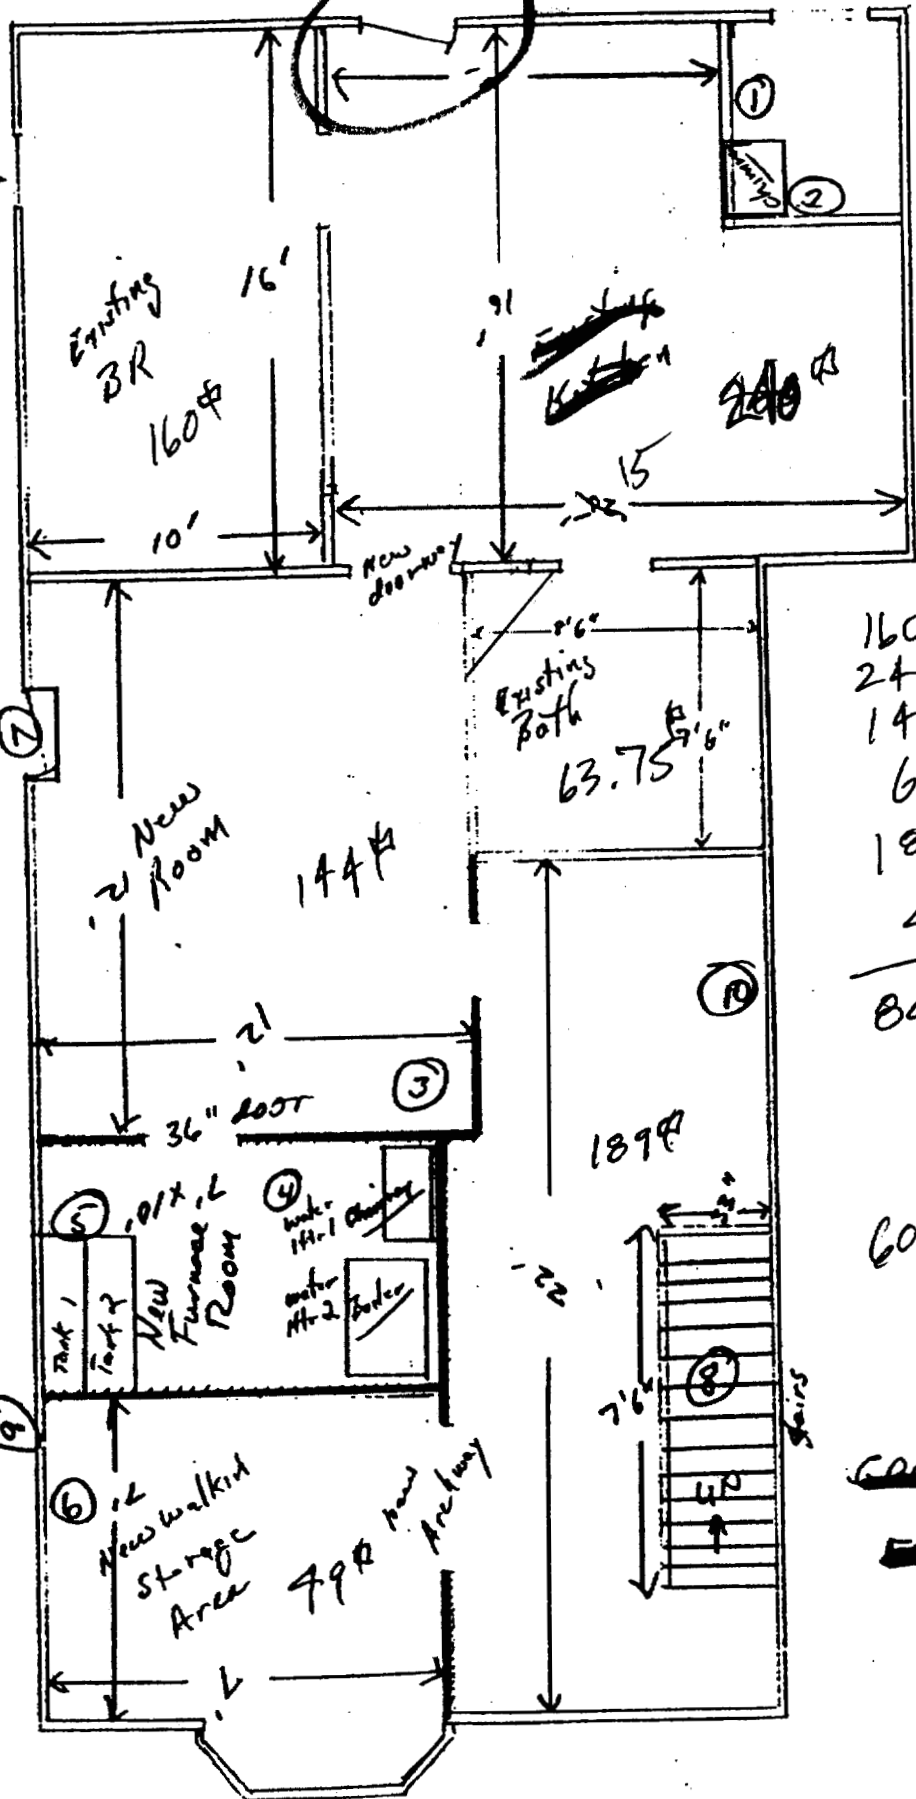 1
chimny
2
Existing
BR
160⌀
16'
16'
10'
15
New
doorway
8'6"
Existing
Bath
63.75⌀
7'6"
7
New
ROOM
144⌀
12'
12'
3
36" door
10
189⌀
5
7'x10'
4
water
htr 1
chimney
New
Furnace
Room
water
htr 2
Boiler
Tank 1
Tank 2
22'
7'6"
8
UP
Stairs
9
6
7'
New walkin
Storage
Area
49⌀
new
Archway
7'
160
24
14
6
18
84
60